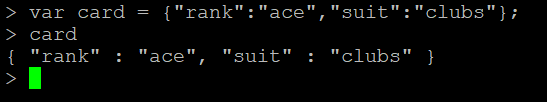 > var card = {"rank":"ace","suit":"clubs"};
> card
{ "rank" : "ace", "suit" : "clubs" }
>